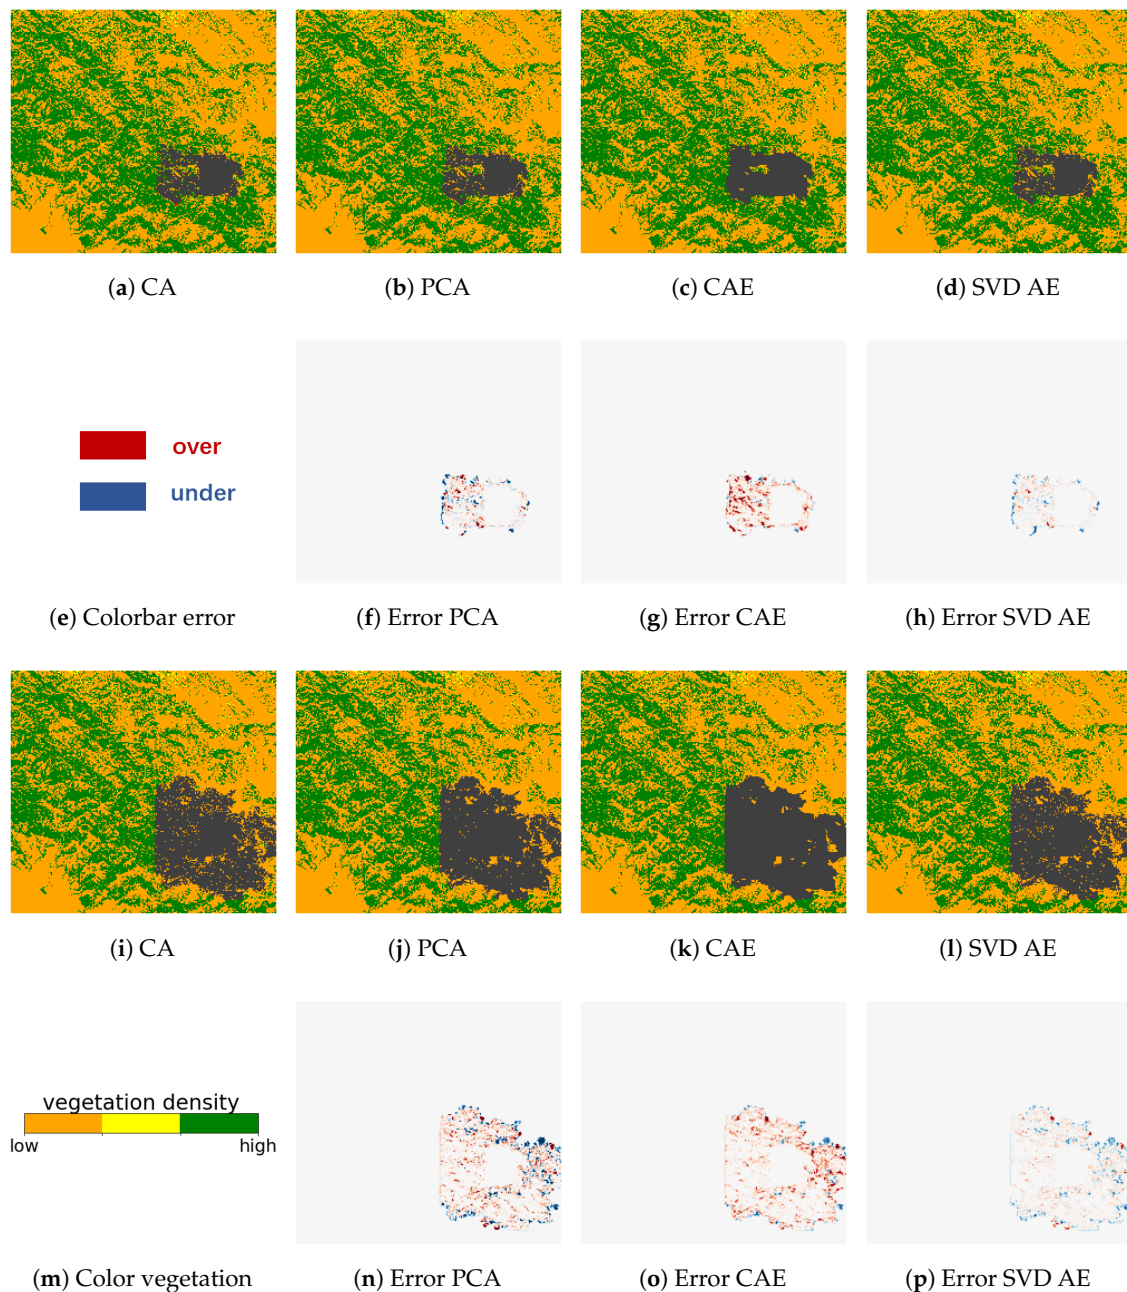 (a) CA
(b) PCA
(c) CAE
(d) SVD AE
over
under
(e) Colorbar error
(f) Error PCA
(g) Error CAE
(h) Error SVD AE
(i) CA
(j) PCA
(k) CAE
(l) SVD AE
vegetation density
low
high
(m) Color vegetation
(n) Error PCA
(o) Error CAE
(p) Error SVD AE